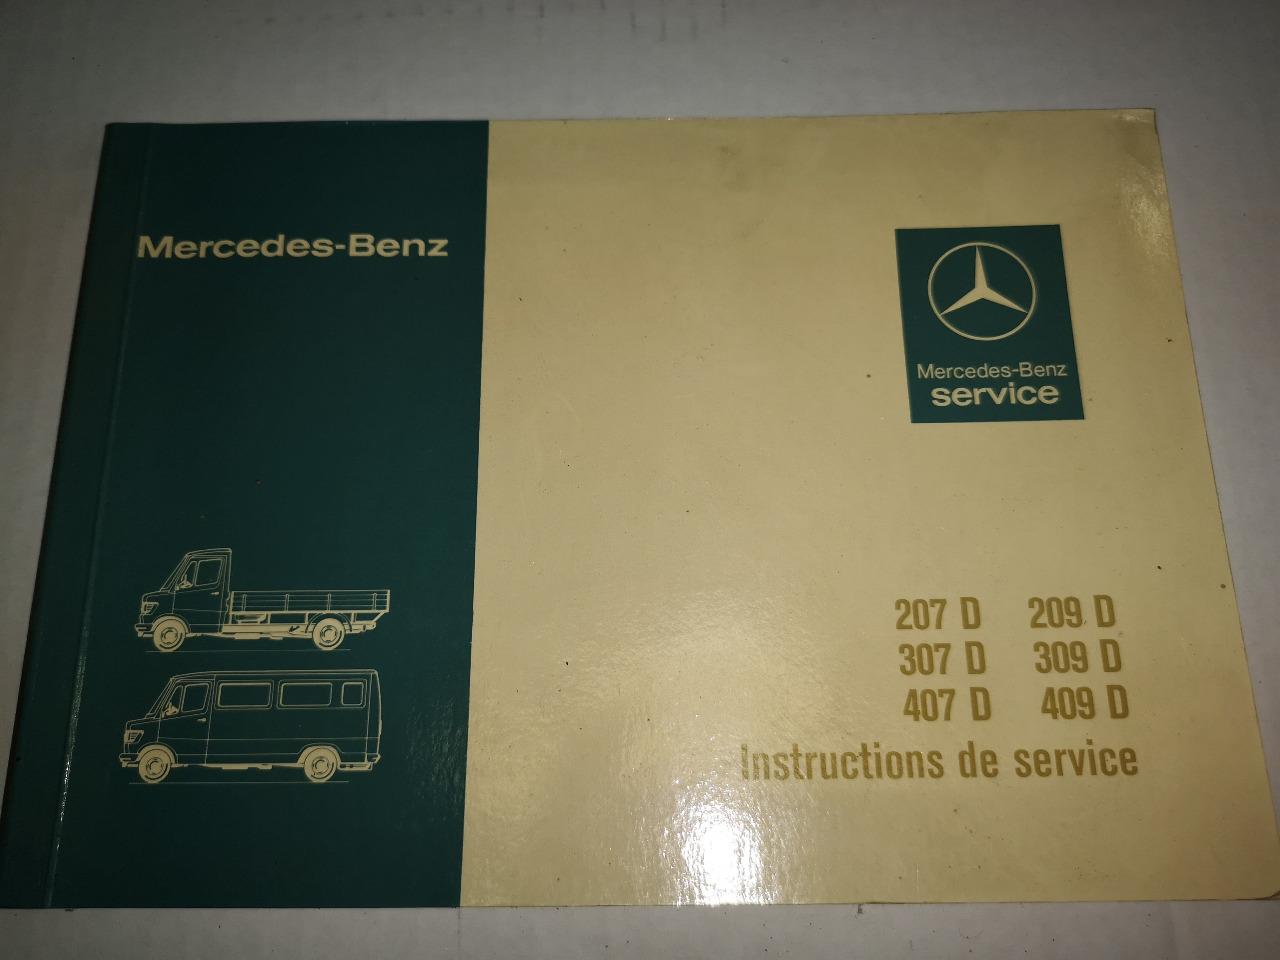 Mercedes-Benz
Mercedes-Benz
service
207 D 209 D
307 D 309 D
407 D 409 D
Instructions de service